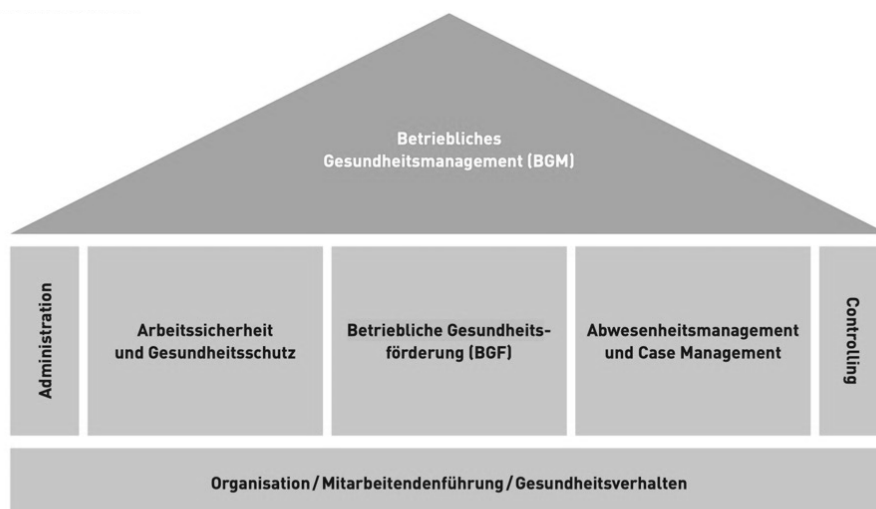 Betriebliches
Gesundheitsmanagement (BGM)
Administration
Arbeitssicherheit
und Gesundheitsschutz
Betriebliche Gesundheits-
förderung (BGF)
Abwesenheitsmanagement
und Case Management
Controlling
Organisation / Mitarbeitendenführung / Gesundheitsverhalten